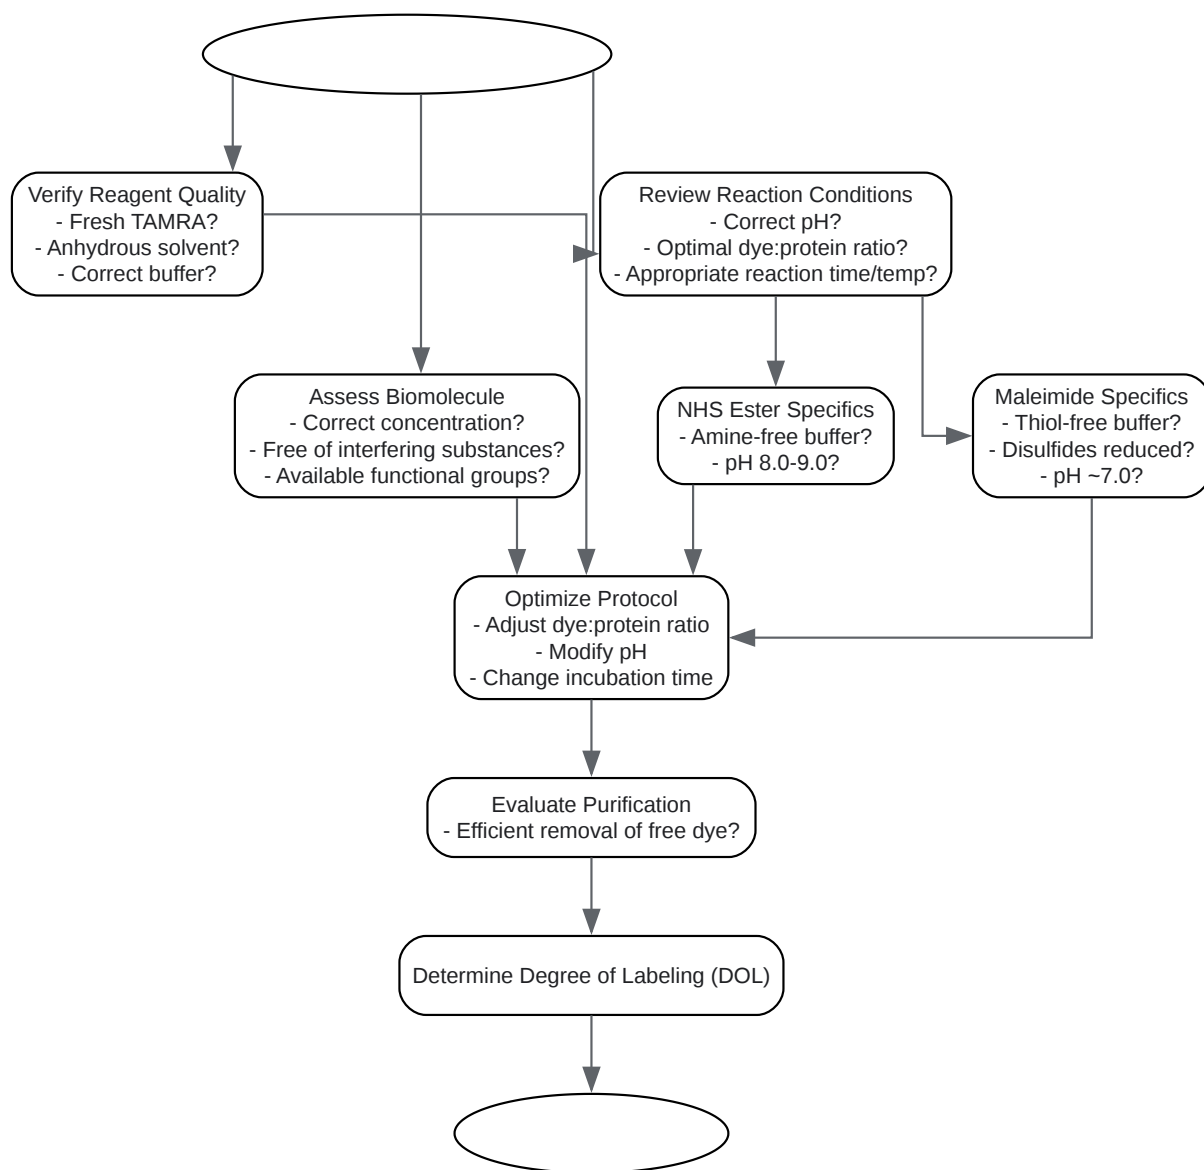 Verify Reagent Quality
- Fresh TAMRA?
- Anhydrous solvent?
- Correct buffer?
Review Reaction Conditions
- Correct pH?
- Optimal dye:protein ratio?
- Appropriate reaction time/temp?
Assess Biomolecule
- Correct concentration?
- Free of interfering substances?
- Available functional groups?
NHS Ester Specifics
- Amine-free buffer?
- pH 8.0-9.0?
Maleimide Specifics
- Thiol-free buffer?
- Disulfides reduced?
- pH ~7.0?
Optimize Protocol
- Adjust dye:protein ratio
- Modify pH
- Change incubation time
Evaluate Purification
- Efficient removal of free dye?
Determine Degree of Labeling (DOL)